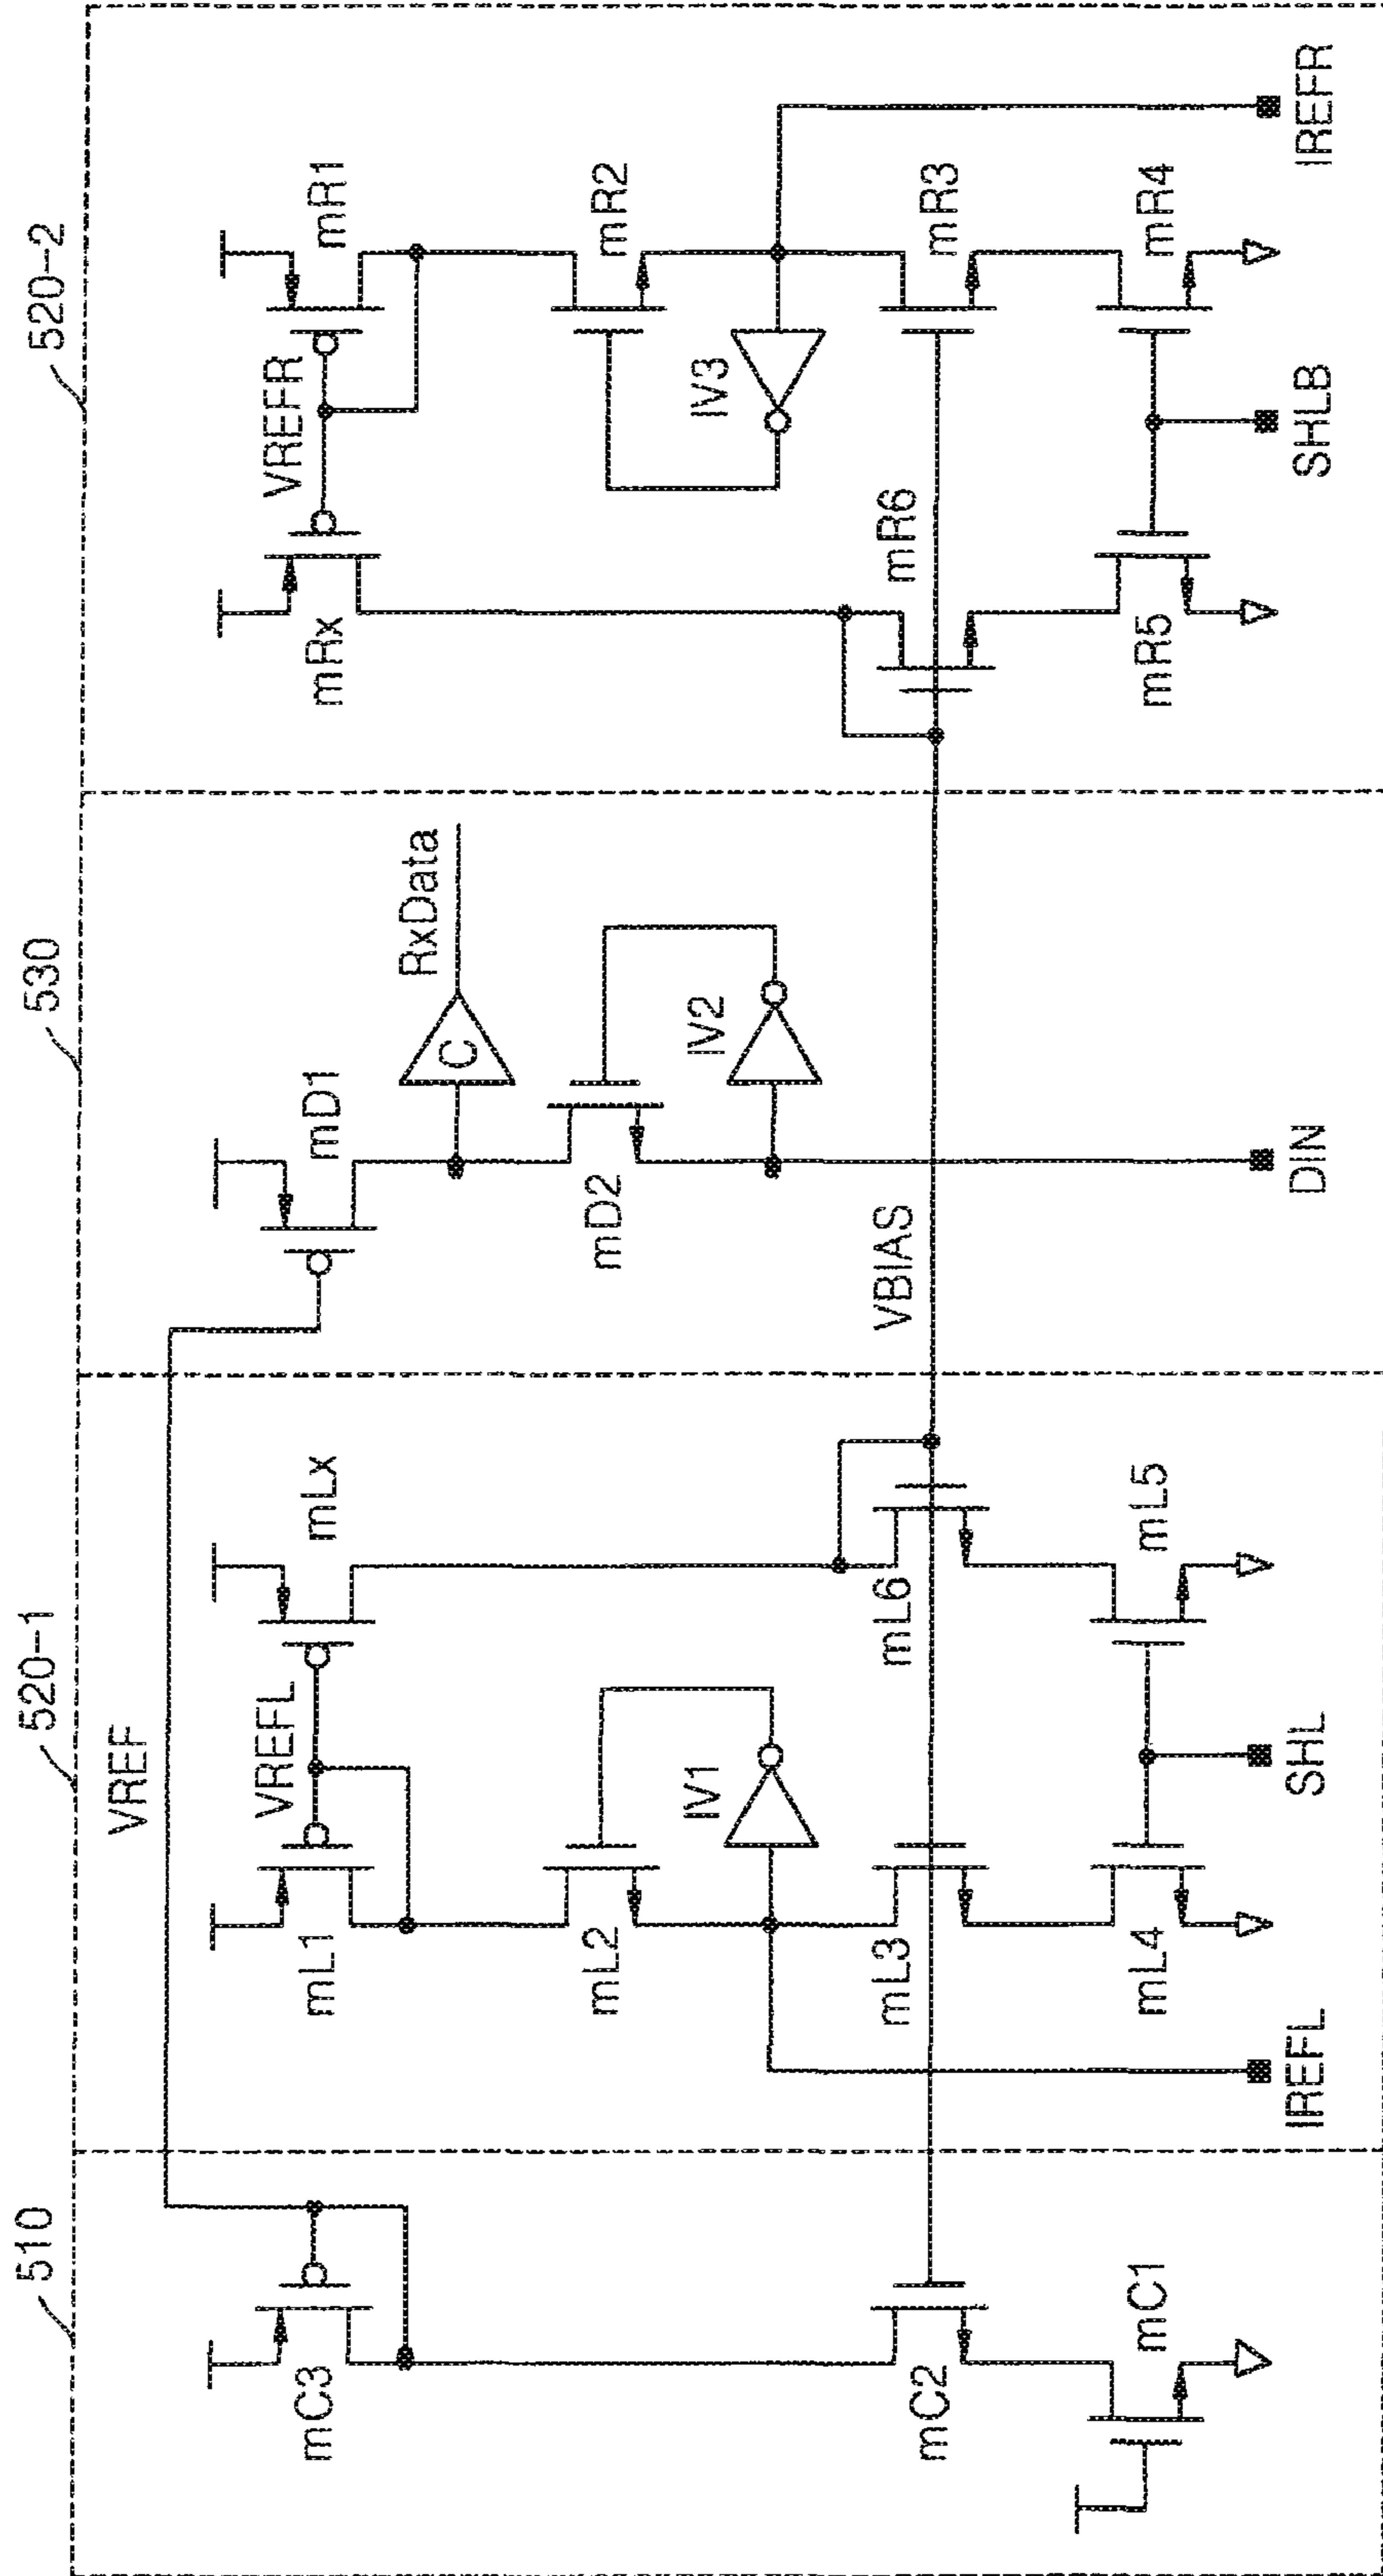 510
520-1
530
520-2
VREF
mC3
mL1
VREFL
mLx
mD1
mRx
VREFR
mR1
RxData
C
mL2
mD2
mR2
IV1
IV2
IV3
VBIAS
mC2
mL3
mL6
mR6
mR3
mC1
mL4
mL5
mR5
mR4
IREFL
SHL
DIN
SHLB
IREFR